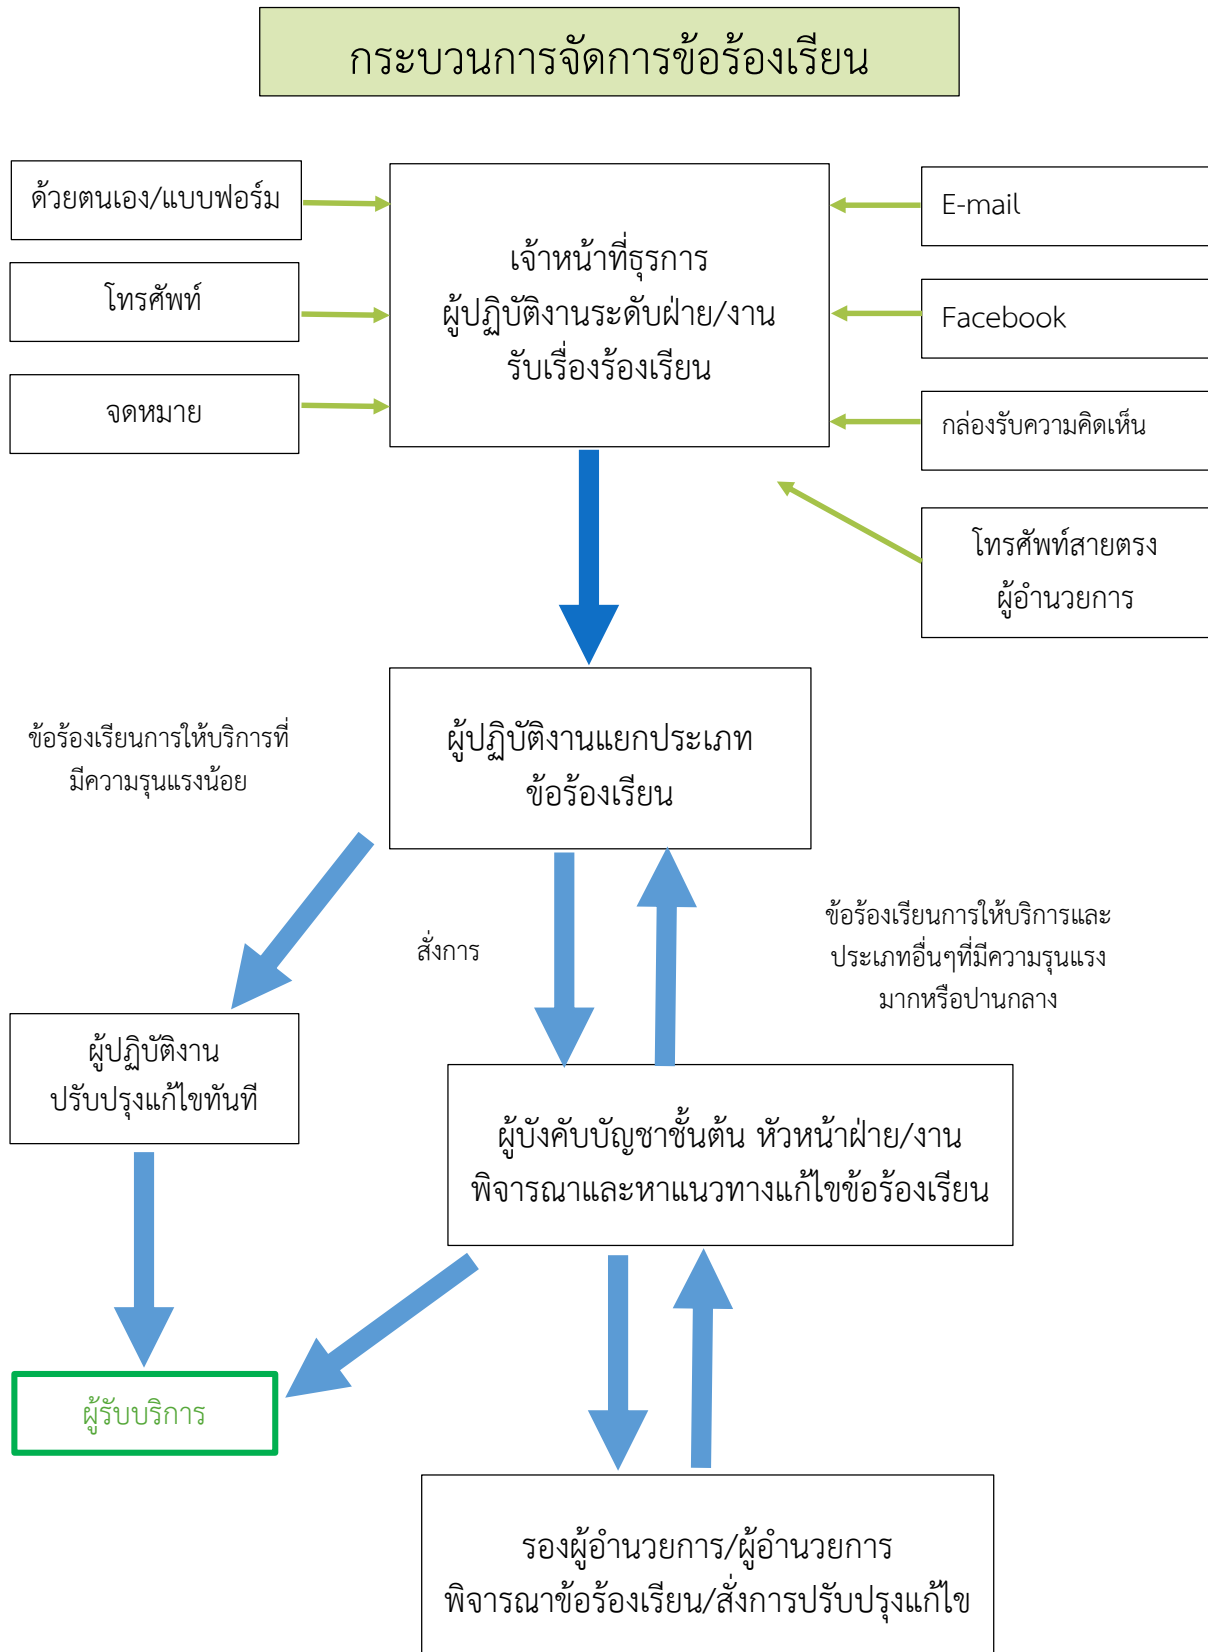 กระบวนการจัดการข้อร้องเรียน
ด้วยตนเอง/แบบฟอร์ม
โทรศัพท์
จดหมาย
เจ้าหน้าที่ธุรการ
ผู้ปฏิบัติงานระดับฝ่าย/งาน
รับเรื่องร้องเรียน
E-mail
Facebook
กล่องรับความคิดเห็น
โทรศัพท์สายตรง
ผู้อำนวยการ
ผู้ปฏิบัติงานแยกประเภท
ข้อร้องเรียน
ข้อร้องเรียนการให้บริการที่
มีความรุนแรงน้อย
สั่งการ
ข้อร้องเรียนการให้บริการและ
ประเภทอื่นๆที่มีความรุนแรง
มากหรือปานกลาง
ผู้ปฏิบัติงาน
ปรับปรุงแก้ไขทันที
ผู้บังคับบัญชาชั้นต้น หัวหน้าฝ่าย/งาน
พิจารณาและหาแนวทางแก้ไขข้อร้องเรียน
ผู้รับบริการ
รองผู้อำนวยการ/ผู้อำนวยการ
พิจารณาข้อร้องเรียน/สั่งการปรับปรุงแก้ไข